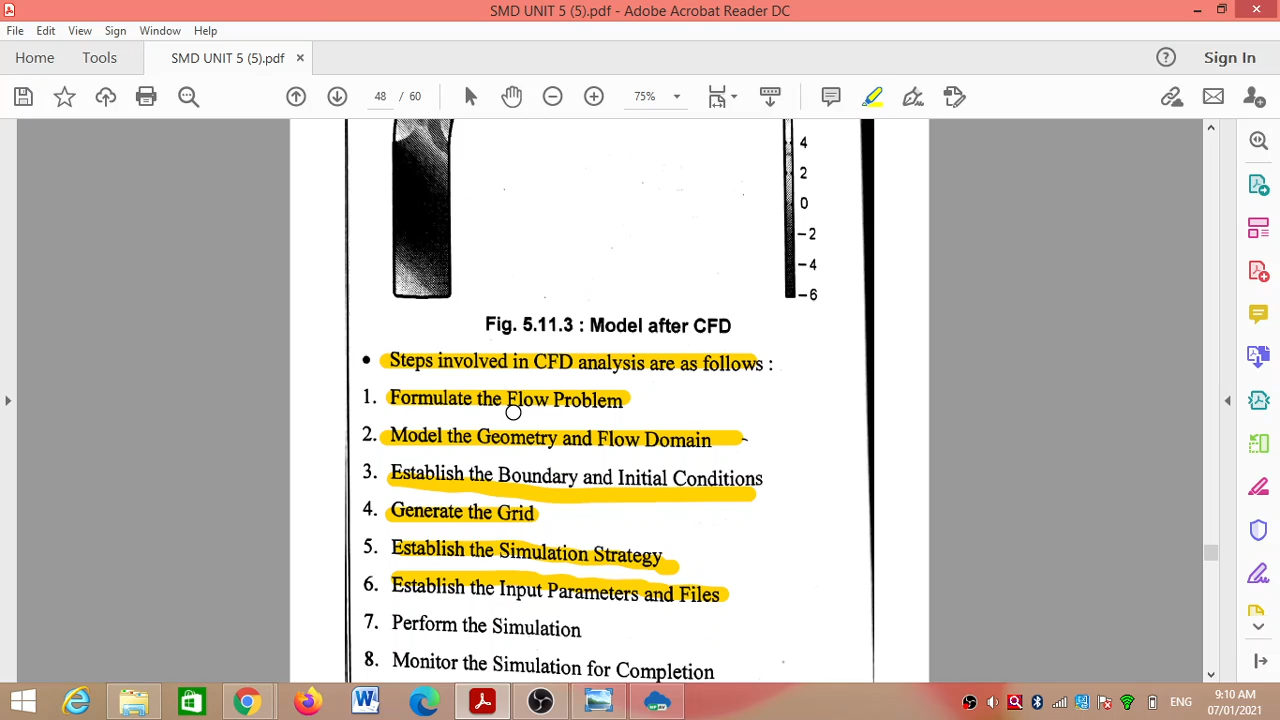 SMD UNIT 5 (5).pdf - Adobe Acrobat Reader DC
File Edit View Sign Window Help
Home Tools SMD UNIT 5 (5).pdf × Sign In
48 / 60 75%
4
2
0
−2
−4
−6
Fig. 5.11.3 : Model after CFD
• Steps involved in CFD analysis are as follows :
1. Formulate the Flow Problem
2. Model the Geometry and Flow Domain
3. Establish the Boundary and Initial Conditions
4. Generate the Grid
5. Establish the Simulation Strategy
6. Establish the Input Parameters and Files
7. Perform the Simulation
8. Monitor the Simulation for Completion
ENG
9:10 AM
07/01/2021